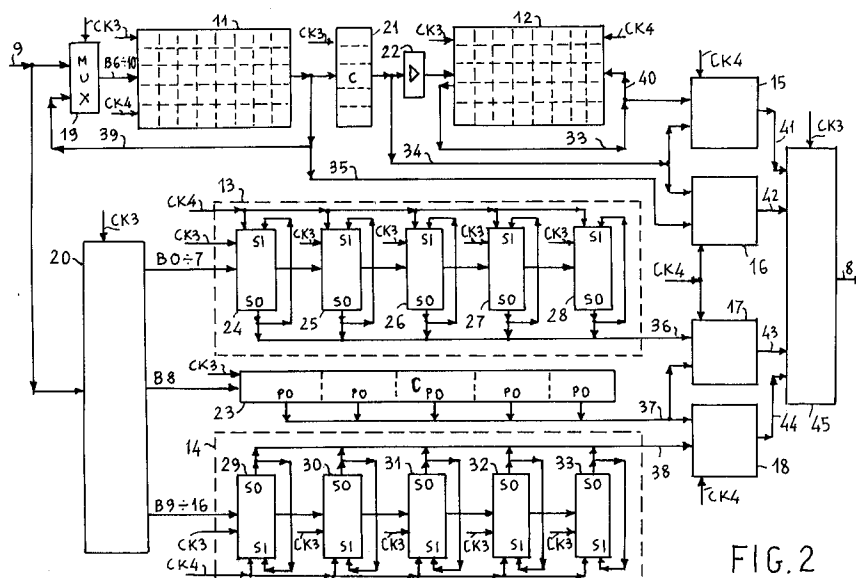 9
CK3
11
CK3
21
22
CK3
12
CK4
CK4
15
MUX
B6÷10
C
40
CK4
19
41
CK3
39
33
34
35
13
42
CK4
16
CK3
20
CK3
SI
CK3
SI
CK3
SI
CK3
SI
CK3
SI
B0÷7
CK4
8
SO
SO
SO
SO
SO
24
25
26
27
28
36
17
43
CK3
B8
C
PO
PO
PO
PO
PO
23
37
44
45
14
29
30
31
32
33
38
18
SO
SO
SO
SO
SO
B9÷16
CK4
CK3
CK3
CK3
CK3
CK3
SI
SI
SI
SI
SI
CK4
FIG.2